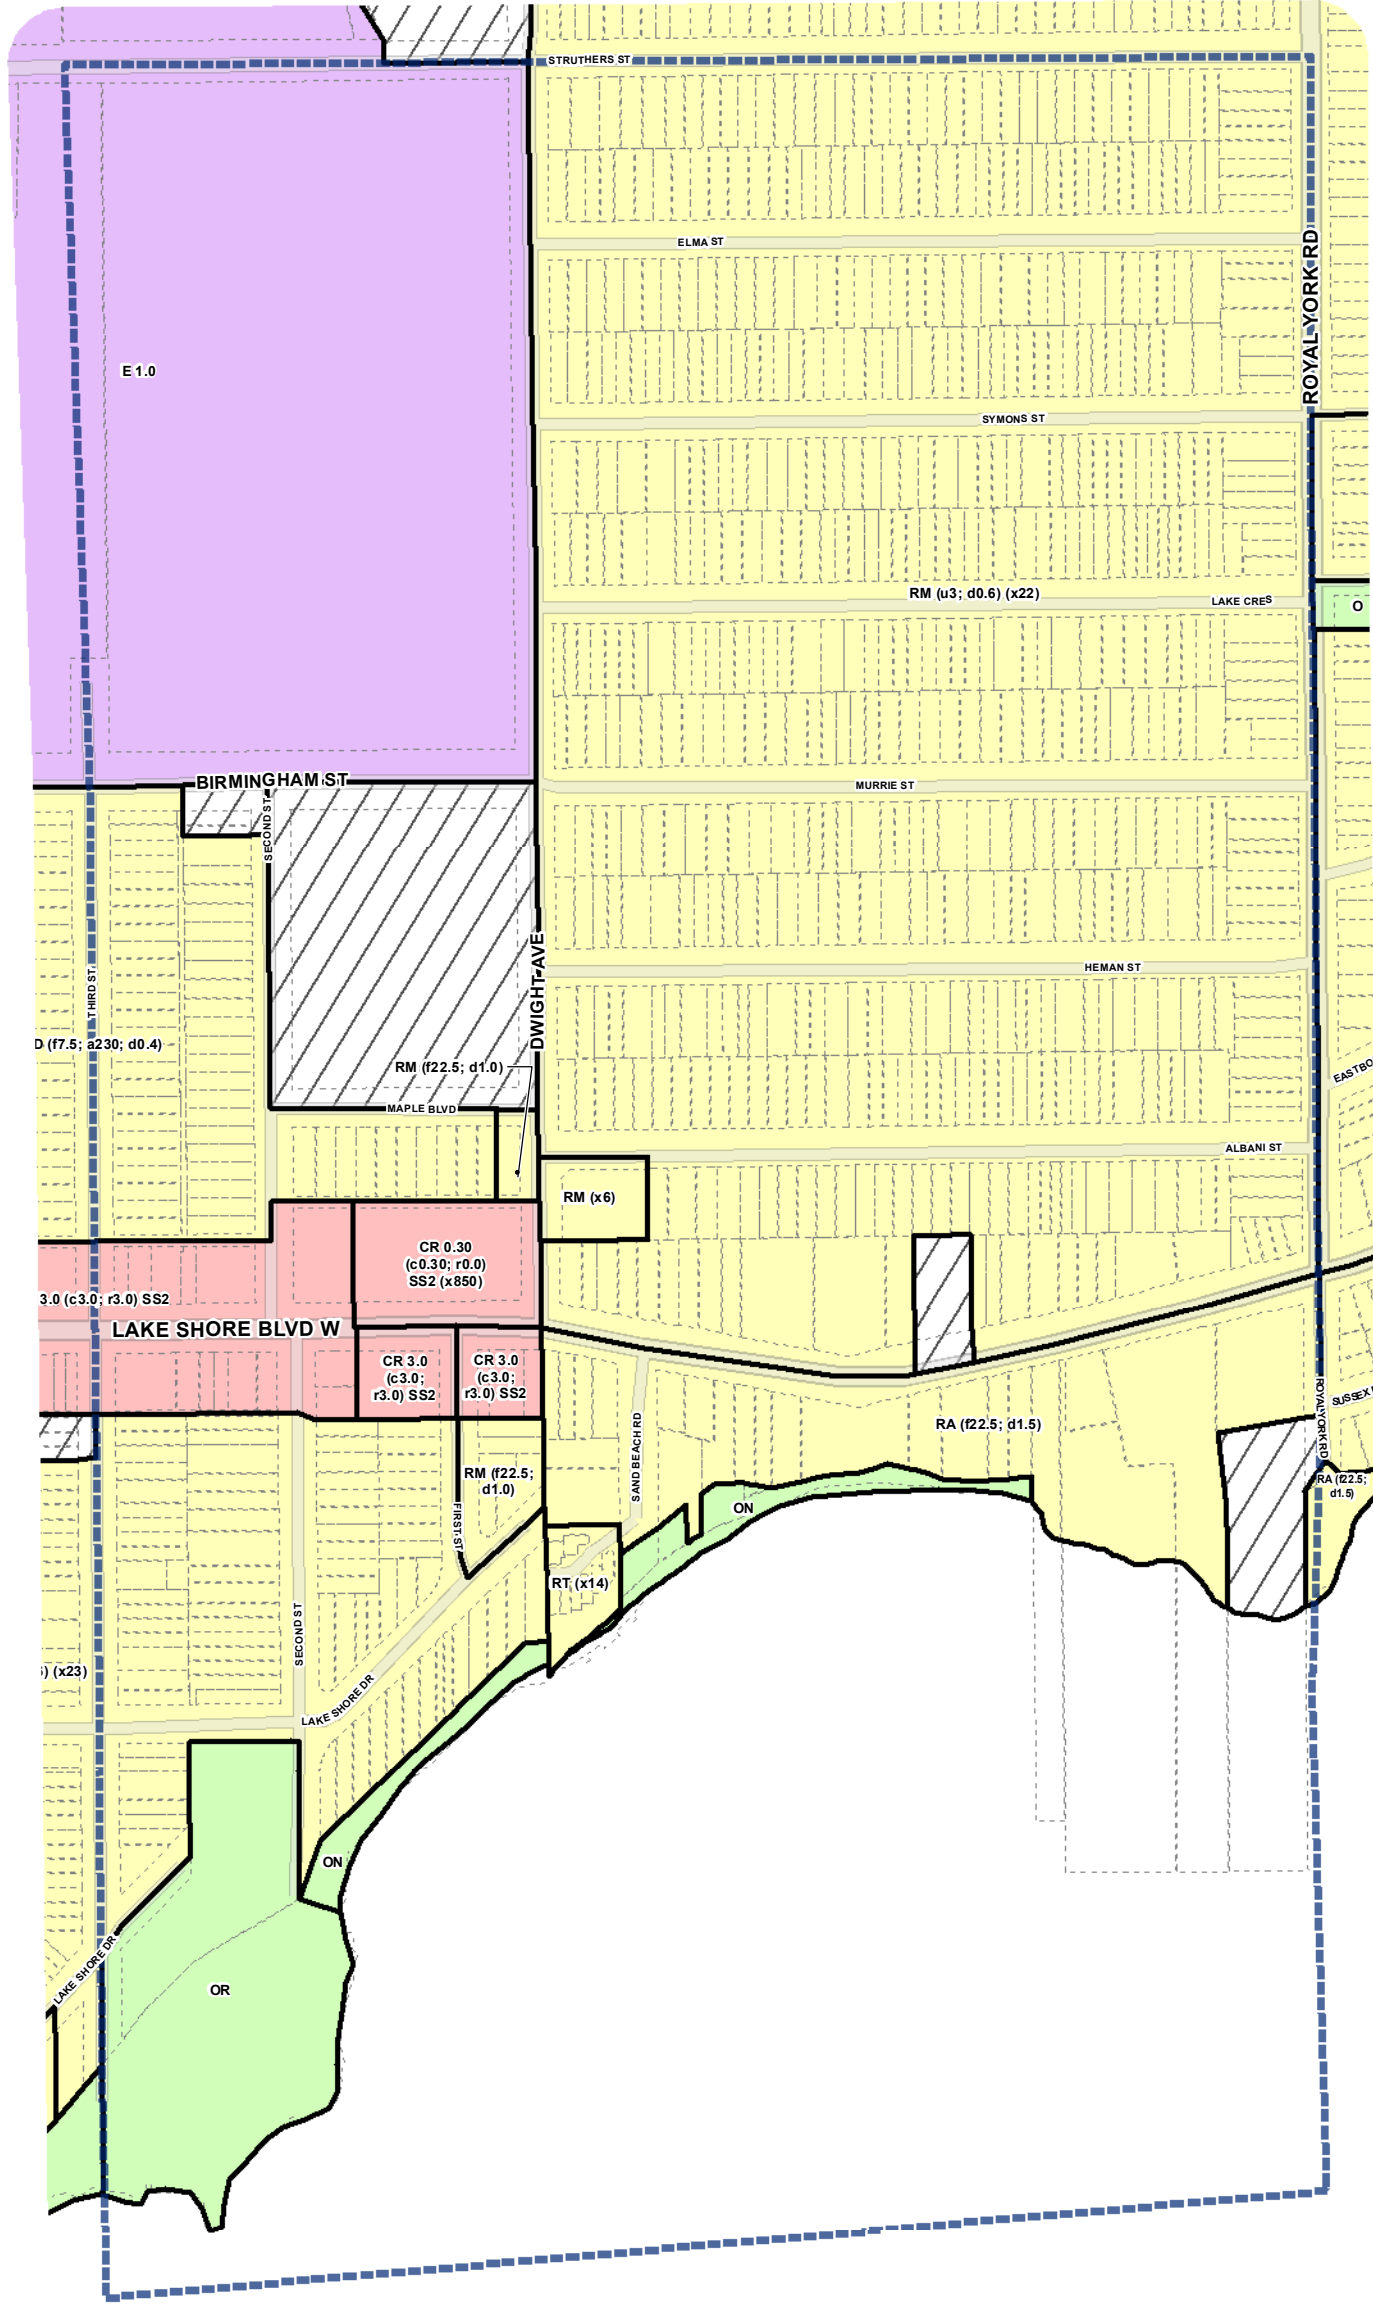 STRUTHERS ST
ELMA ST
ROYAL YORK RD
E 1.0
SYMONS ST
RM (u3; d0.6) (x22)
LAKE CRES
O
BIRMINGHAM ST
MURRIE ST
SECOND ST
DWIGHT AVE
HEMAN ST
THIRD ST
D (f7.5; a230; d0.4)
RM (f22.5; d1.0)
EASTBO
MAPLE BLVD
ALBANI ST
RM (x6)
CR 0.30
(c0.30; r0.0)
SS2 (x850)
3.0 (c3.0; r3.0) SS2
LAKE SHORE BLVD W
CR 3.0
(c3.0;
r3.0) SS2
CR 3.0
(c3.0;
r3.0) SS2
ROYAL YORK RD
SUSSEX
RA (f22.5; d1.5)
SAND BEACH RD
RM (f22.5;
d1.0)
RA (f22.5;
d1.5)
ON
FIRST ST
RT (x14)
SECOND ST
) (x23)
LAKE SHORE DR
ON
LAKE SHORE DR
OR